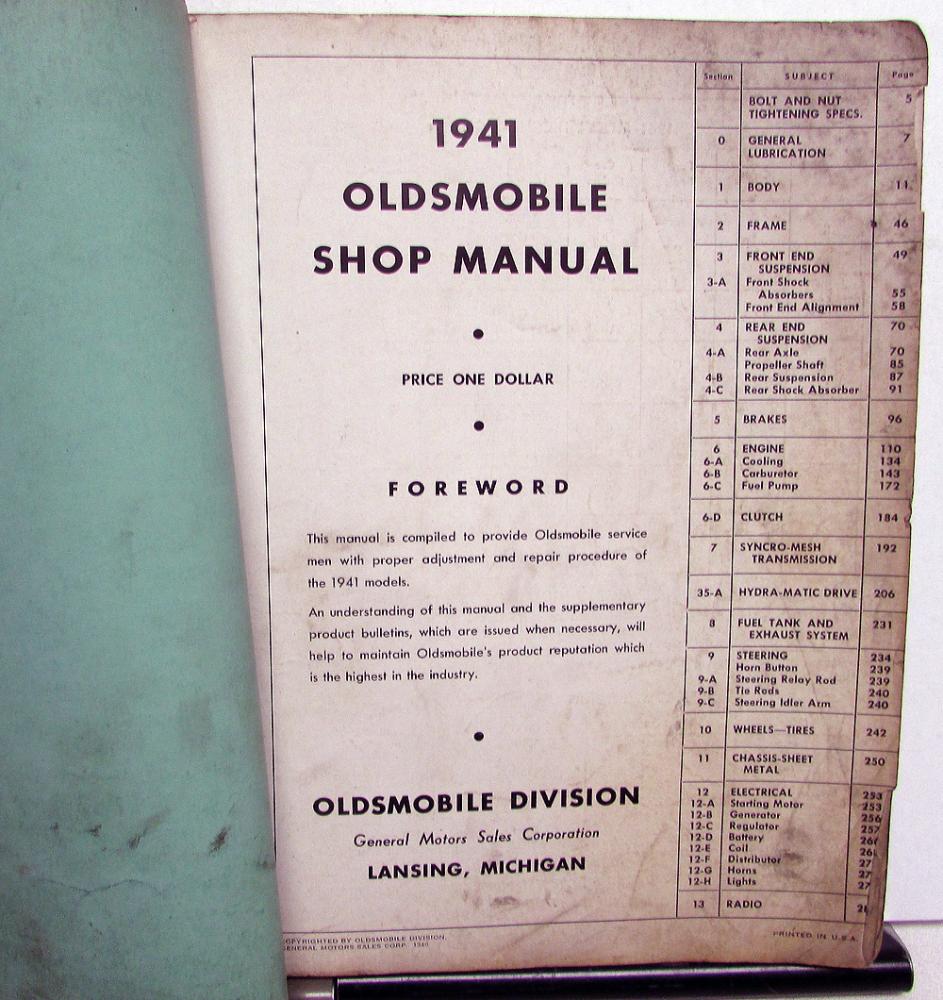 1941
OLDSMOBILE
SHOP MANUAL
PRICE ONE DOLLAR
FOREWORD
This manual is compiled to provide Oldsmobile service
men with proper adjustment and repair procedure of
the 1941 models.
An understanding of this manual and the supplementary
product bulletins, which are issued when necessary, will
help to maintain Oldsmobile's product reputation which
is the highest in the industry.
OLDSMOBILE DIVISION
General Motors Sales Corporation
LANSING, MICHIGAN
Section SUBJECT Page
BOLT AND NUT 5
TIGHTENING SPECS.
0 GENERAL 7
LUBRICATION
1 BODY 11
2 FRAME 46
3 FRONT END 49
SUSPENSION
3-A Front Shock
Absorbers 55
Front End Alignment 58
4 REAR END 70
SUSPENSION
4-A Rear Axle 70
Propeller Shaft 85
4-B Rear Suspension 87
4-C Rear Shock Absorber 91
5 BRAKES 96
6 ENGINE 110
6-A Cooling 134
6-B Carburetor 143
6-C Fuel Pump 172
6-D CLUTCH 184
7 SYNCRO-MESH 192
TRANSMISSION
35-A HYDRA-MATIC DRIVE 206
8 FUEL TANK AND 231
EXHAUST SYSTEM
9 STEERING 234
Horn Button 239
9-A Steering Relay Rod 239
9-B Tie Rods 240
9-C Steering Idler Arm 240
10 WHEELS—TIRES 242
11 CHASSIS-SHEET 250
METAL
12 ELECTRICAL 253
12-A Starting Motor 253
12-B Generator 256
12-C Regulator 257
12-D Battery
12-E Coil
12-F Distributor
12-G Horns
12-H Lights
13 RADIO
COPYRIGHTED BY OLDSMOBILE DIVISION,
GENERAL MOTORS SALES CORP. 1940
PRINTED IN U.S.A.